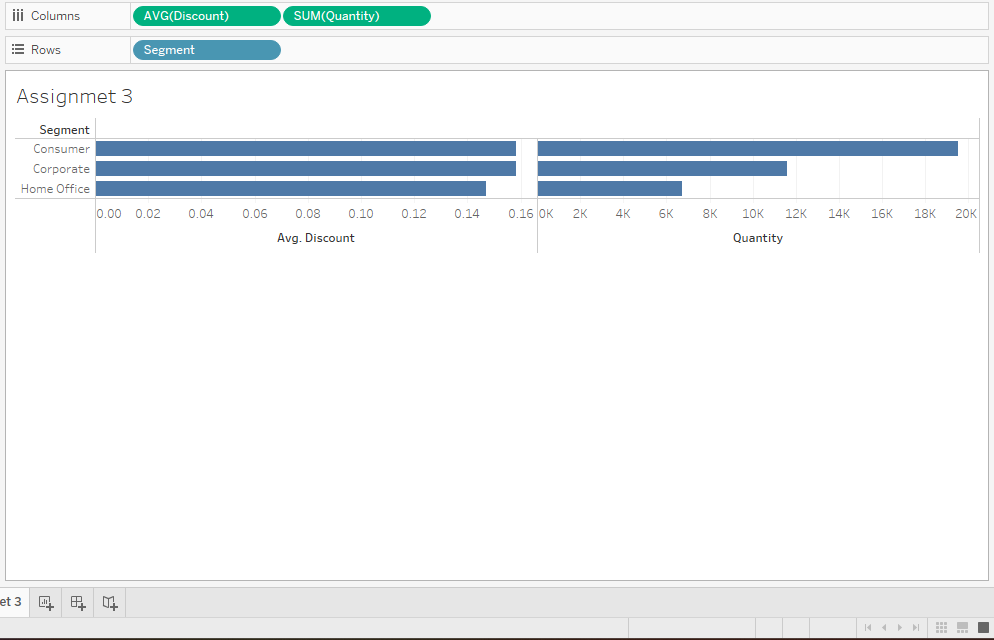 Columns AVG(Discount) SUM(Quantity)
Rows Segment
Assignmet 3
Segment
Consumer
Corporate
Home Office
0.00 0.02 0.04 0.06 0.08 0.10 0.12 0.14 0.16 0K 2K 4K 6K 8K 10K 12K 14K 16K 18K 20K
Avg. Discount Quantity
et 3